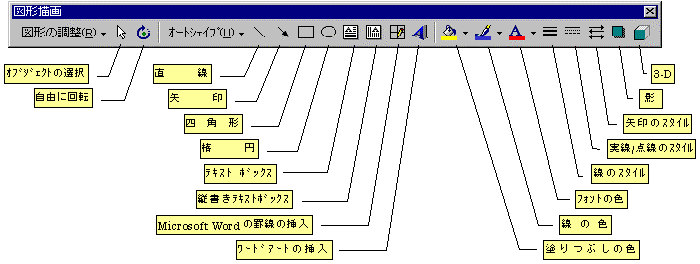 図形描画
図形の調整(R)
ｵｰﾄｼｪｲﾌﾟ(U)
A
ｵﾌﾞｼﾞｪｸﾄの選択
自由に回転
直線
矢印
四角形
楕円
ﾃｷｽﾄ ﾎﾞｯｸｽ
縦書きﾃｷｽﾄﾎﾞｯｸｽ
Microsoft Wordの罫線の挿入
ﾜｰﾄﾞｱｰﾄの挿入
3-D
影
矢印のｽﾀｲﾙ
実線/点線のｽﾀｲﾙ
線のｽﾀｲﾙ
ﾌｫﾝﾄの色
線の色
塗りつぶしの色